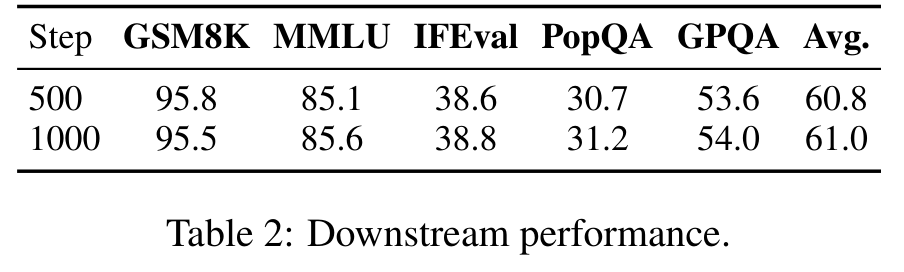 Step GSM8K MMLU IFEval PopQA GPQA Avg.
500 95.8 85.1 38.6 30.7 53.6 60.8
1000 95.5 85.6 38.8 31.2 54.0 61.0
Table 2: Downstream performance.